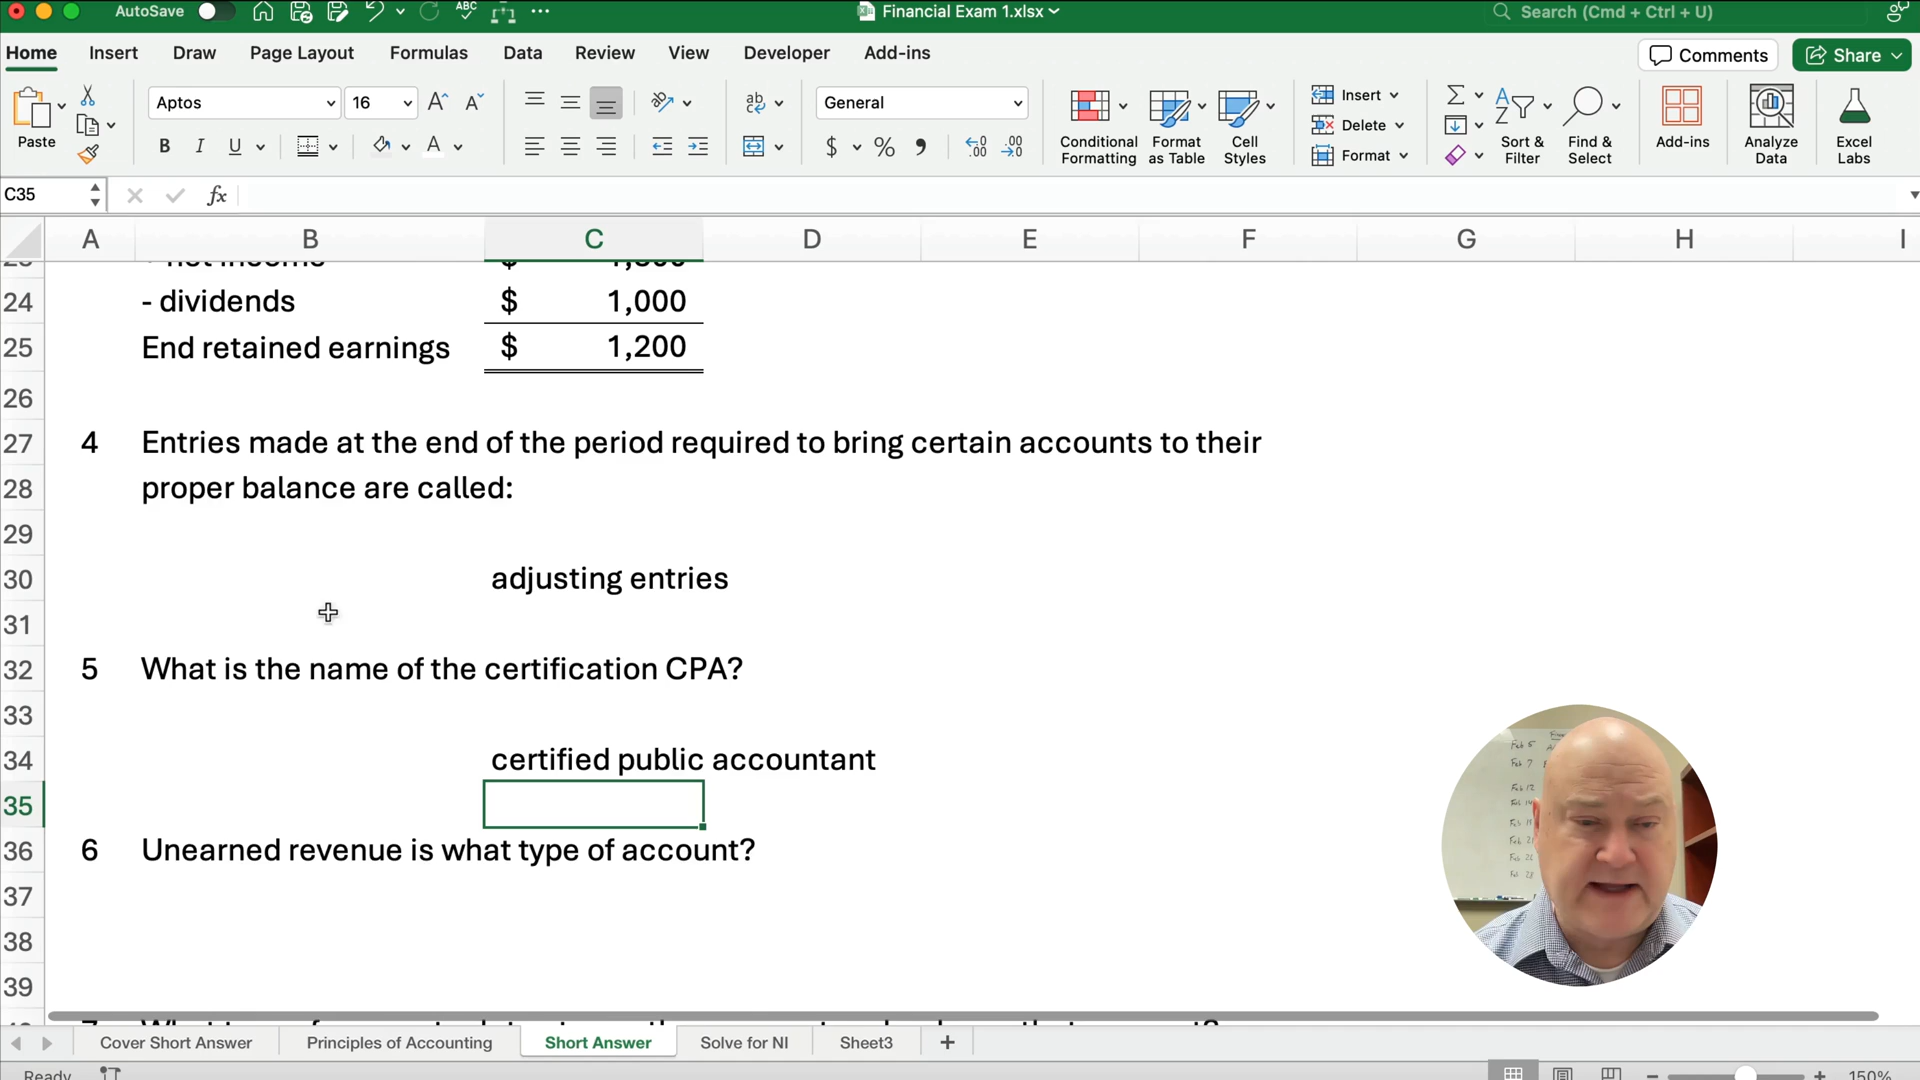 AutoSave
ABC
Financial Exam 1.xlsx
Search (Cmd + Ctrl + U)
Home Insert Draw Page Layout Formulas Data Review View Developer Add-ins Comments Share
Paste
Aptos 16 A A ab General
B I U A $ % 9 .00 .00
Conditional Formatting
Format as Table
Cell Styles
Insert
Delete
Format
Sort & Filter
Find & Select
Add-ins
Analyze Data
Excel Labs
C35 fx
A B C D E F G H I
24 - dividends $ 1,000
25 End retained earnings $ 1,200
26
27 4 Entries made at the end of the period required to bring certain accounts to their
28 proper balance are called:
29
30 adjusting entries
31
32 5 What is the name of the certification CPA?
33
34 certified public accountant
35
36 6 Unearned revenue is what type of account?
37
38
39
Cover Short Answer Principles of Accounting Short Answer Solve for NI Sheet3 +
Ready 150%